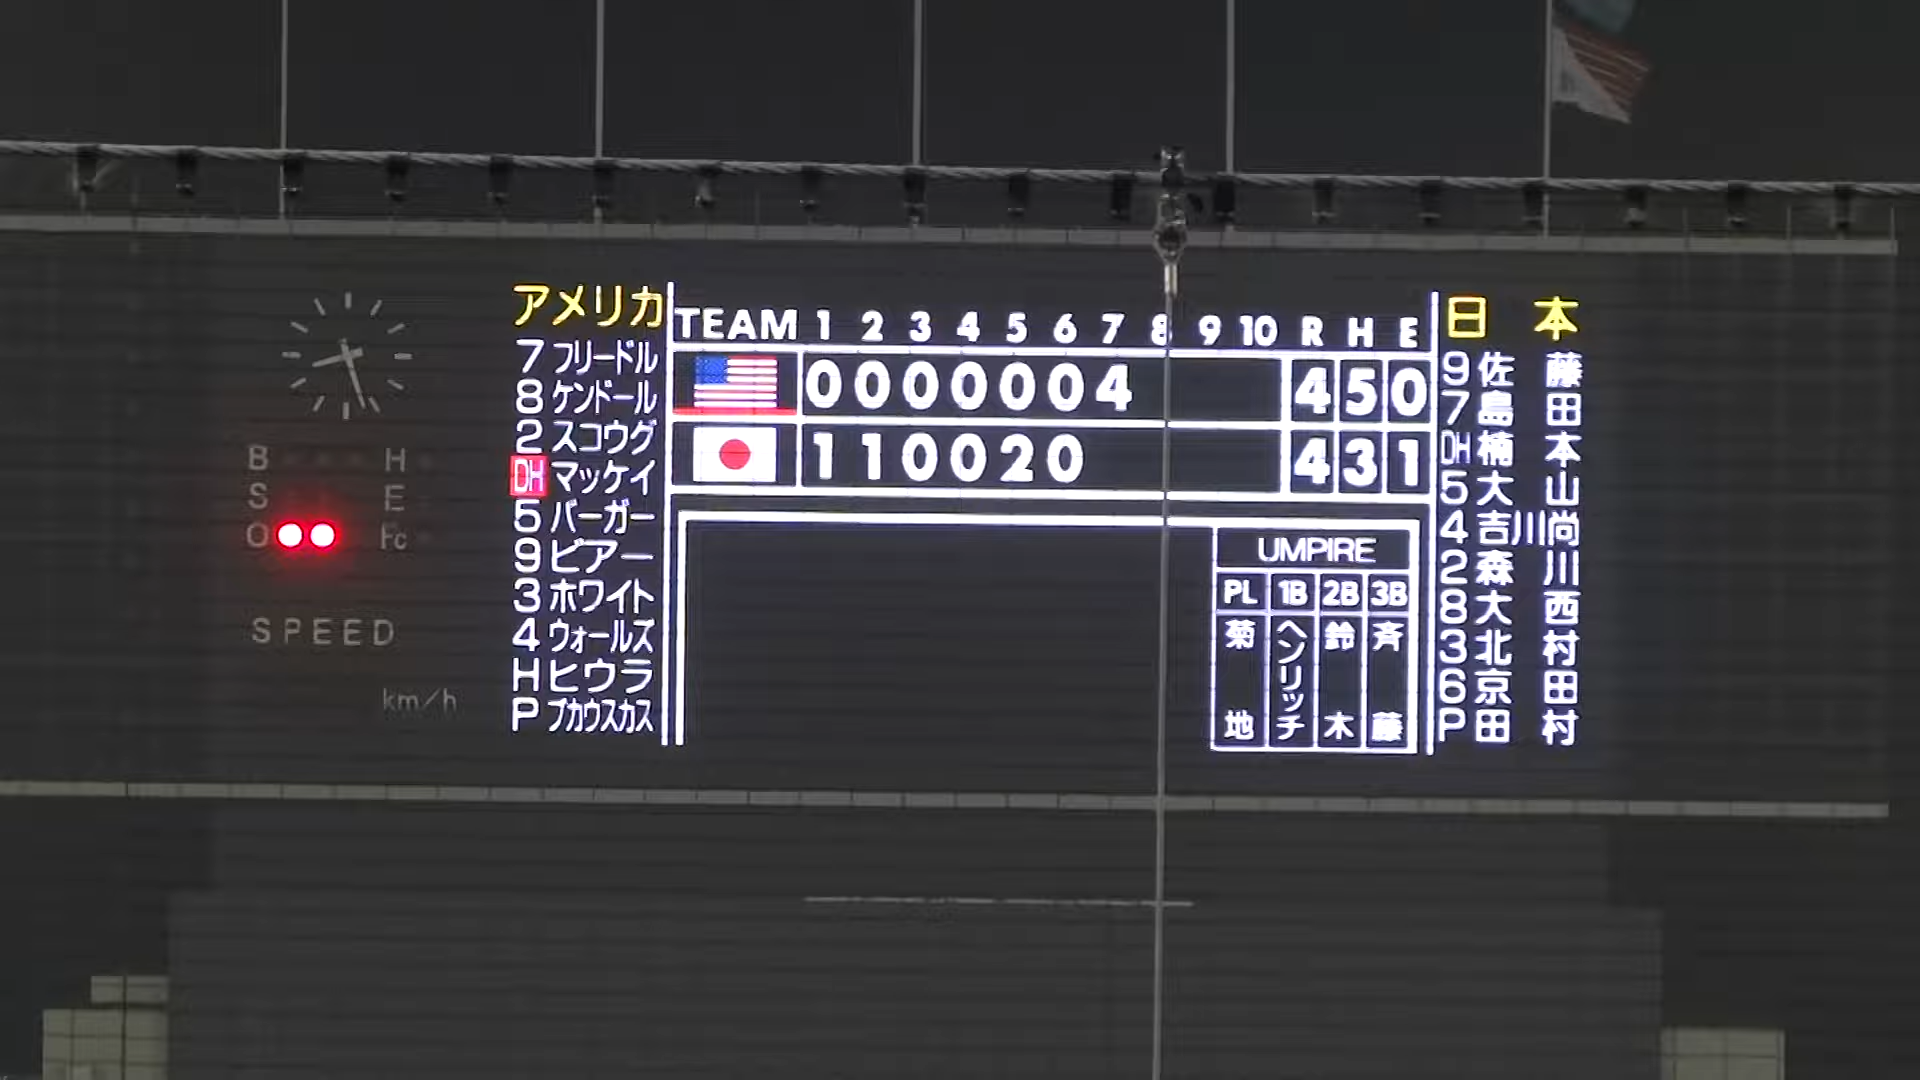 アメリカ
7 フリードル
8 ケンドール
2 スコウグ
DH マッケイ
5 バーガー
9 ビアー
3 ホワイト
4 ウォールズ
H ヒウラ
P ブカウスカス
TEAM 1 2 3 4 5 6 7 8 9 10 R H E
0 0 0 0 0 0 4 4 5 0
1 1 0 0 2 0 4 3 1
UMPIRE
PL 1B 2B 3B
菊地 ヘンリッチ 鈴木 斉藤
日本
9 佐藤
7 島田
DH 楠本
5 大山
4 吉川尚
2 森川
8 大西
3 北村
6 京田
P 田村
B H
S E
O Fc
SPEED
km/h